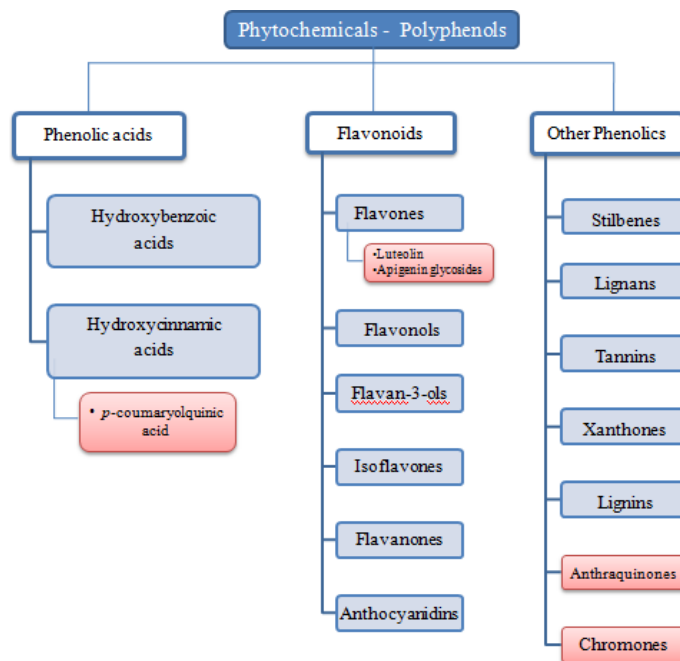 Phytochemicals - Polyphenols
Phenolic acids
Hydroxybenzoic
acids
Hydroxycinnamic
acids
• p-coumaryolquinic
acid
Flavonoids
Flavones
•Luteolin
•Apigenin glycosides
Flavonols
Flavan-3-ols
Isoflavones
Flavanones
Anthocyanidins
Other Phenolics
Stilbenes
Lignans
Tannins
Xanthones
Lignins
Anthraquinones
Chromones